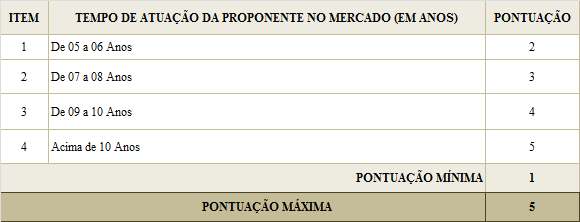 ITEM TEMPO DE ATUAÇÃO DA PROPONENTE NO MERCADO (EM ANOS) PONTUAÇÃO
1 De 05 a 06 Anos 2
2 De 07 a 08 Anos 3
3 De 09 a 10 Anos 4
4 Acima de 10 Anos 5
PONTUAÇÃO MÍNIMA 1
PONTUAÇÃO MÁXIMA 5